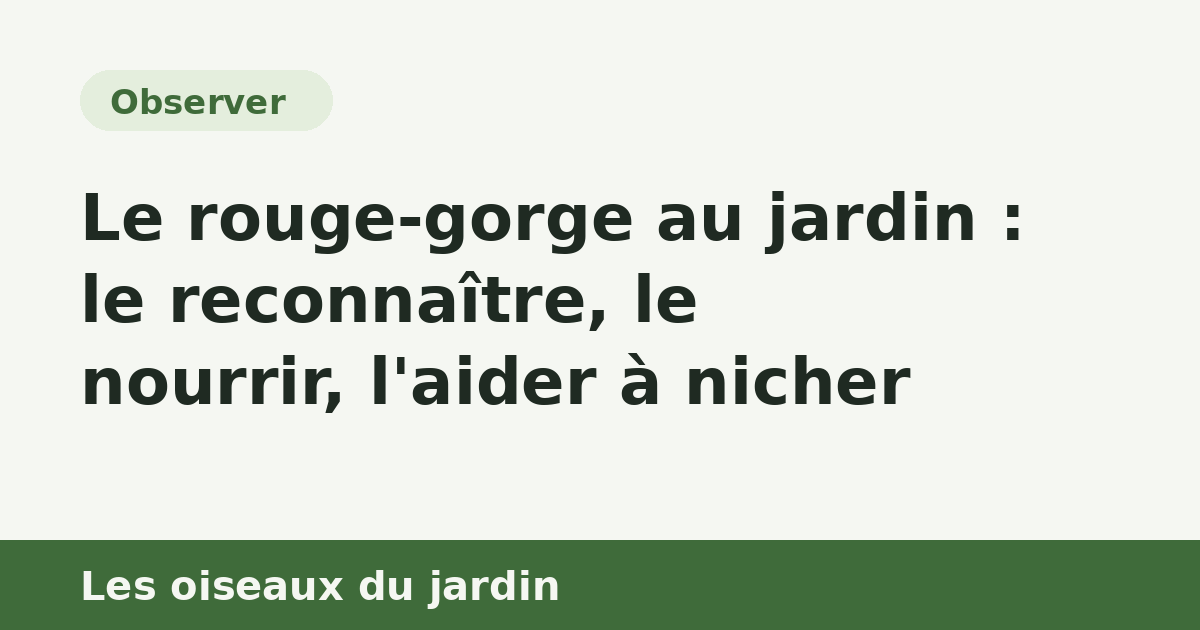 Observer
Le rouge-gorge au jardin :
le reconnaître, le
nourrir, l'aider à nicher
Les oiseaux du jardin